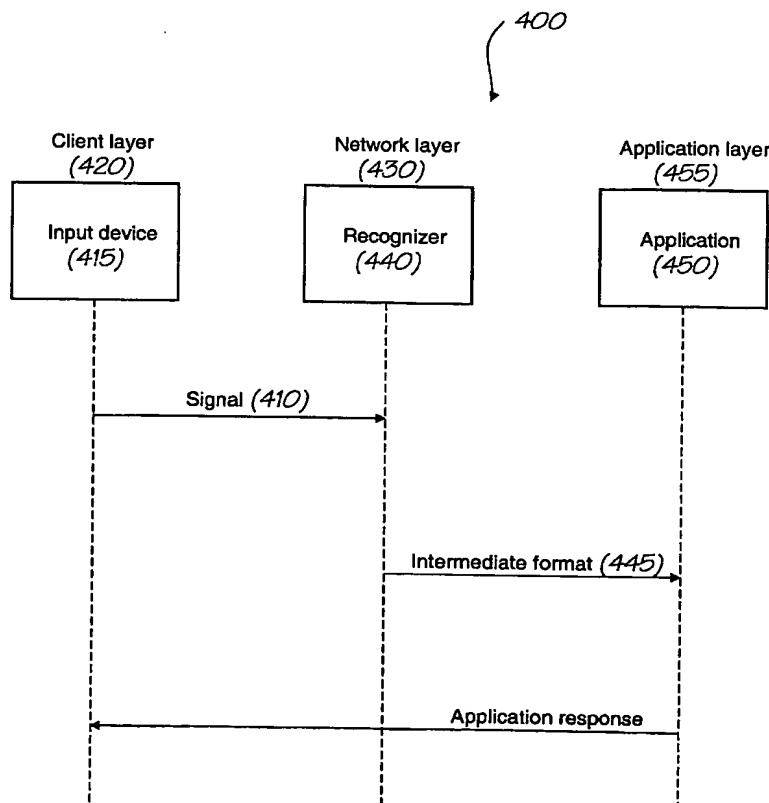 400
Client layer
(420)
Network layer
(430)
Application layer
(455)
Input device
(415)
Recognizer
(440)
Application
(450)
Signal (410)
Intermediate format (445)
Application response